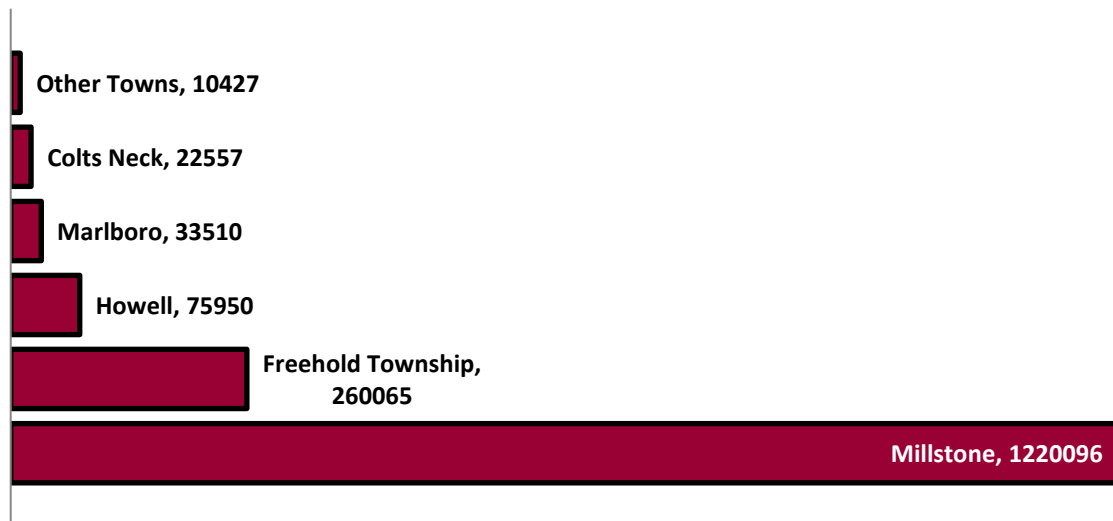 Other Towns, 10427
Colts Neck, 22557
Marlboro, 33510
Howell, 75950
Freehold Township,
260065
Millstone, 1220096